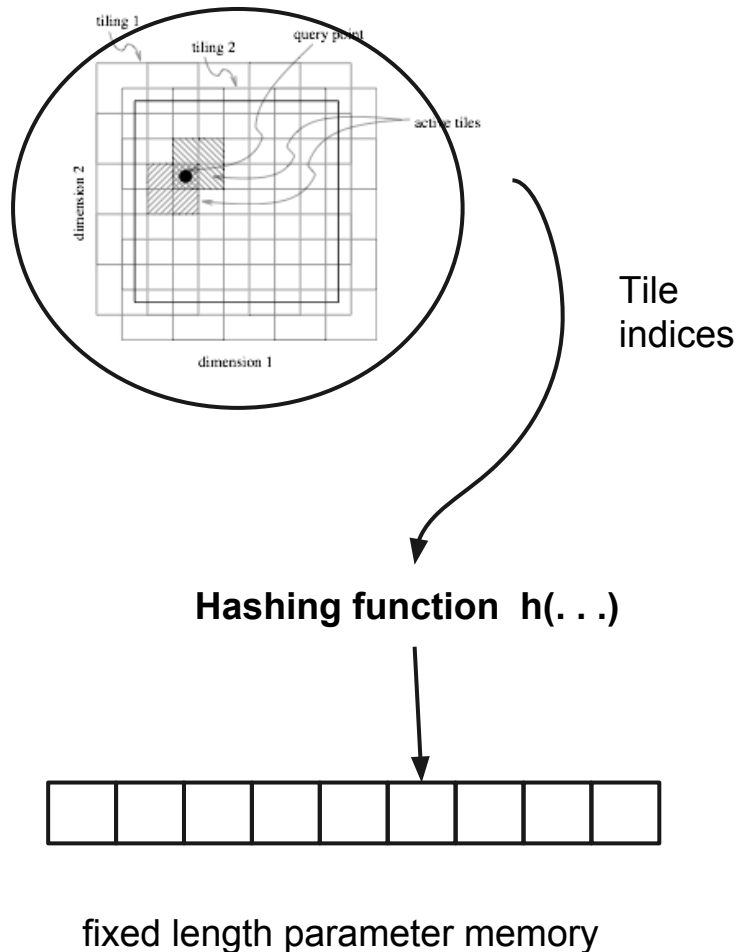 tiling 1
tiling 2
query point
active tiles
dimension 2
dimension 1
Tile
indices
Hashing function h(. . .)
fixed length parameter memory